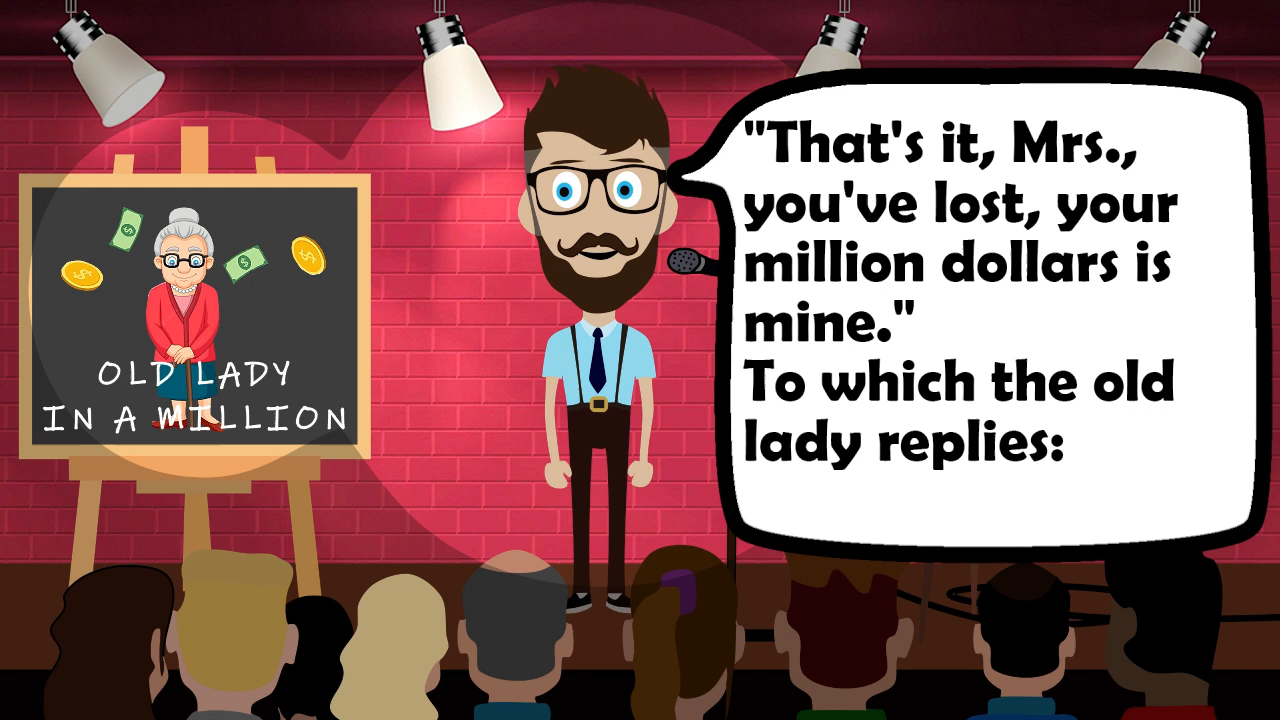 OLD LADY
IN A MILLION
"That's it, Mrs.,
you've lost, your
million dollars is
mine."
To which the old
lady replies: